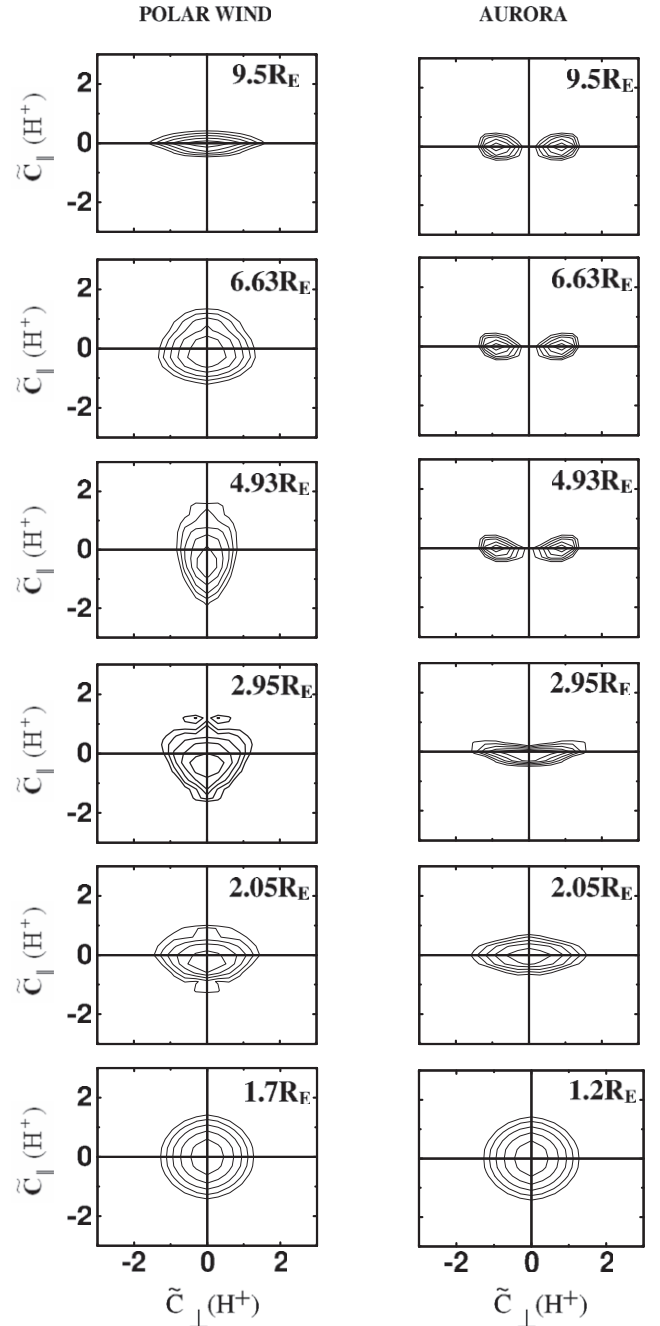 POLAR WIND AURORA
9.5R_E 9.5R_E
2
0
-2
C̃_∥ (H⁺) C̃_∥ (H⁺)
6.63R_E 6.63R_E
2
0
-2
C̃_∥ (H⁺) C̃_∥ (H⁺)
4.93R_E 4.93R_E
2
0
-2
C̃_∥ (H⁺) C̃_∥ (H⁺)
2.95R_E 2.95R_E
2
0
-2
C̃_∥ (H⁺) C̃_∥ (H⁺)
2.05R_E 2.05R_E
2
0
-2
C̃_∥ (H⁺) C̃_∥ (H⁺)
1.7R_E 1.2R_E
2
0
-2
C̃_∥ (H⁺) C̃_∥ (H⁺)
-2 0 2 -2 0 2
C̃_⊥ (H⁺) C̃_⊥ (H⁺)